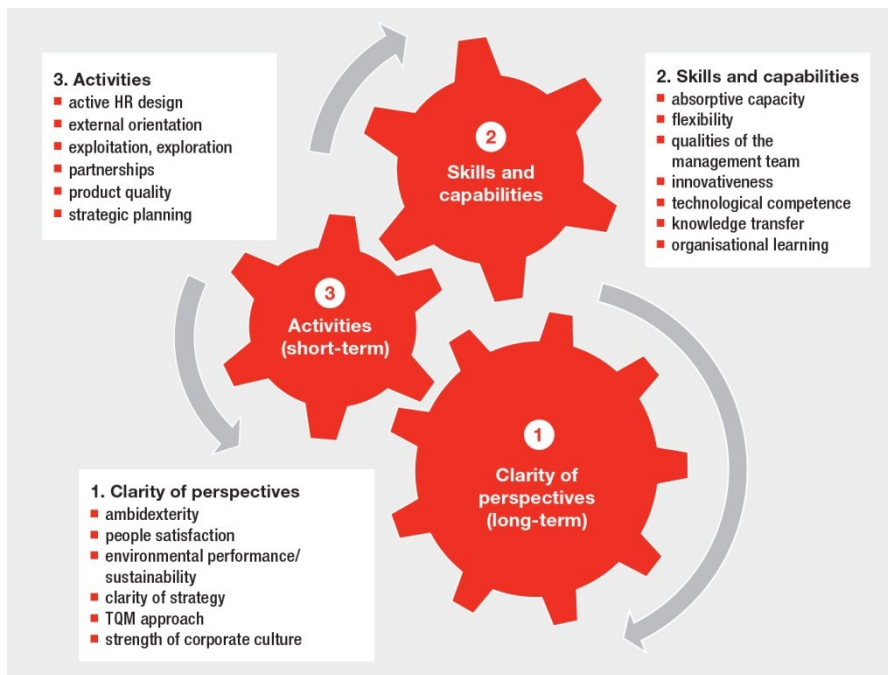 3. Activities
■ active HR design
■ external orientation
■ exploitation, exploration
■ partnerships
■ product quality
■ strategic planning
2
Skills and
capabilities
2. Skills and capabilities
■ absorptive capacity
■ flexibility
■ qualities of the
management team
■ innovativeness
■ technological competence
■ knowledge transfer
■ organisational learning
3
Activities
(short-term)
1
Clarity of
perspectives
(long-term)
1. Clarity of perspectives
■ ambidexterity
■ people satisfaction
■ environmental performance/
sustainability
■ clarity of strategy
■ TQM approach
■ strength of corporate culture